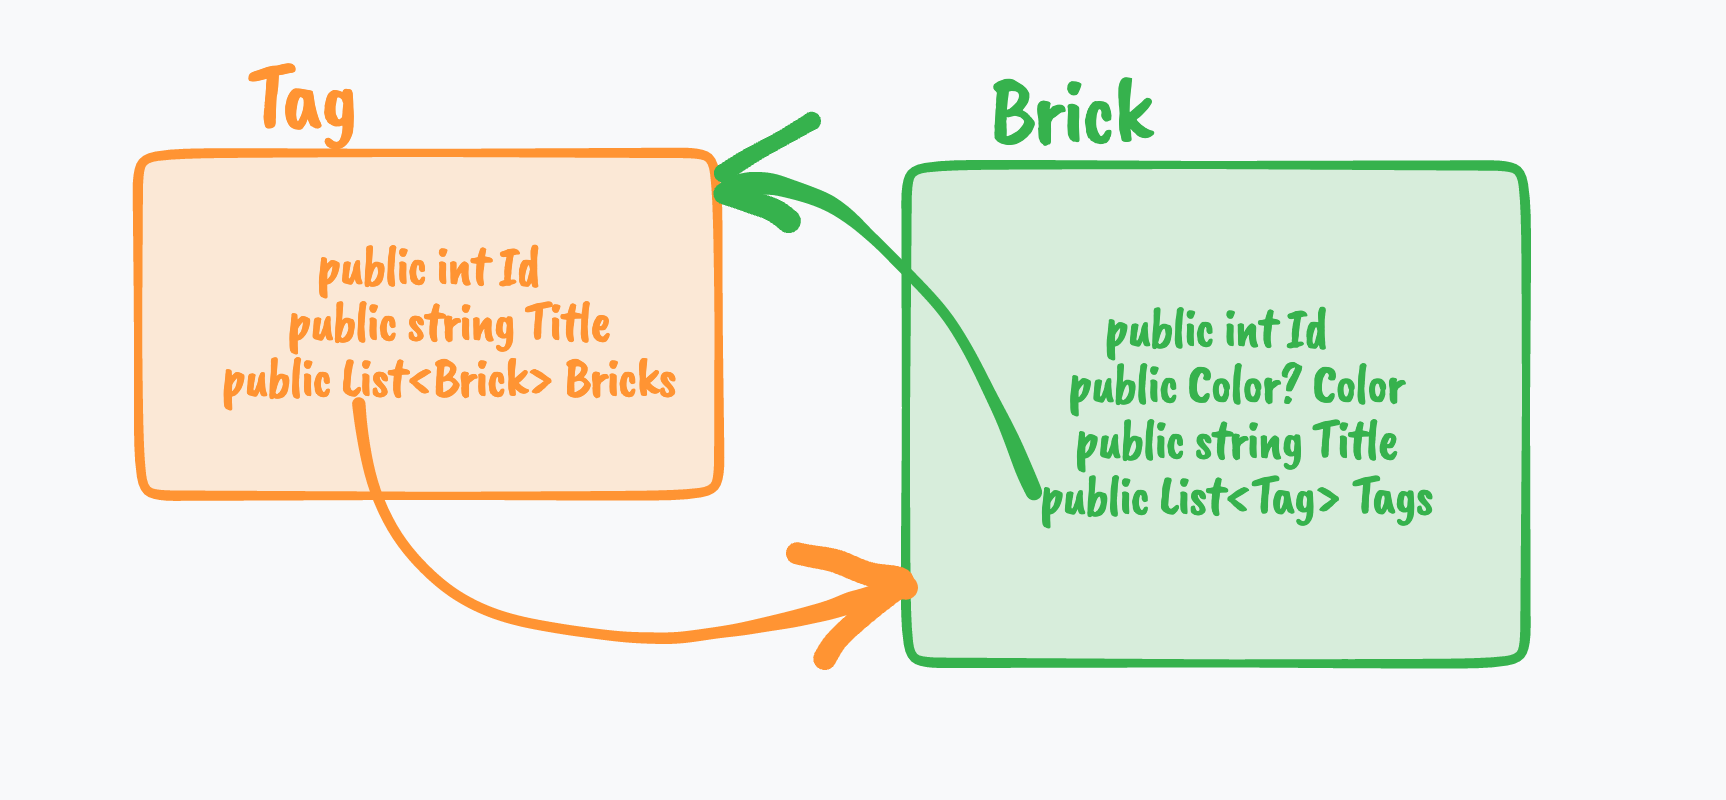 Tag
public int Id
public string Title
public List<Brick> Bricks
Brick
public int Id
public Color? Color
public string Title
public List<Tag> Tags